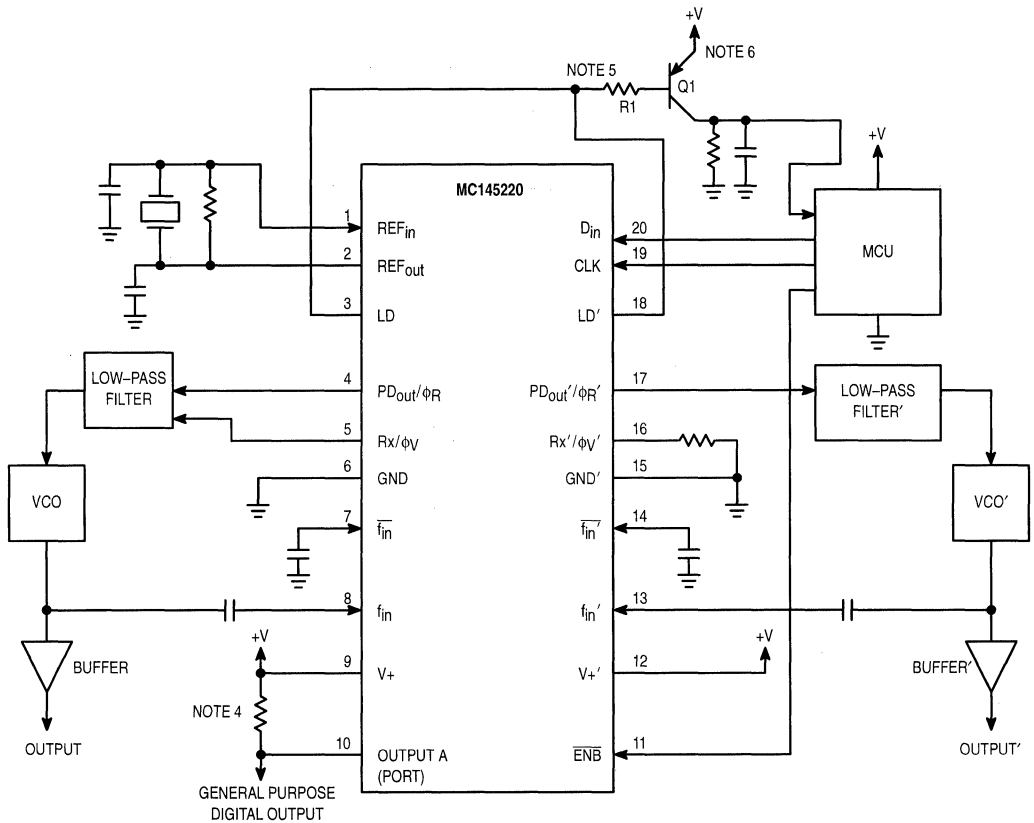 +V
NOTE 6
NOTE 5
Q1
R1
+V
MC145220
MCU
1
REFin
2
REFout
3
LD
Din
20
CLK
19
LD′
18
LOW–PASS
FILTER
4
PDout/ϕR
5
Rx/ϕV
6
GND
7
fin
8
fin
VCO
BUFFER
OUTPUT
+V
9
V+
NOTE 4
10
OUTPUT A
(PORT)
GENERAL PURPOSE
DIGITAL OUTPUT
PDout′/ϕR′
17
LOW–PASS
FILTER′
Rx′/ϕV′
16
GND′
15
fin′
14
fin′
13
VCO′
V+′
12
+V
ENB
11
BUFFER′
OUTPUT′